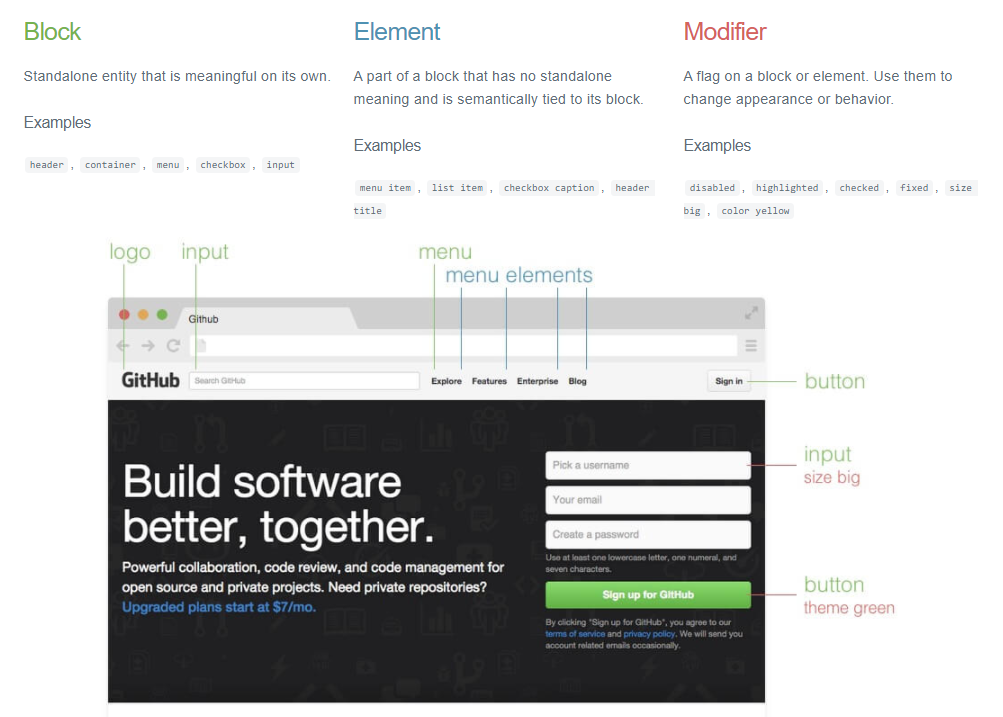 Block
Standalone entity that is meaningful on its own.
Examples
header , container , menu , checkbox , input
Element
A part of a block that has no standalone
meaning and is semantically tied to its block.
Examples
menu item , list item , checkbox caption , header
title
Modifier
A flag on a block or element. Use them to
change appearance or behavior.
Examples
disabled , highlighted , checked , fixed , size
big , color yellow
logo
input
menu
menu elements
Github
GitHub
Search GitHub
Explore
Features
Enterprise
Blog
Sign in
button
Build software
better, together.
Powerful collaboration, code review, and code management for
open source and private projects. Need private repositories?
Upgraded plans start at $7/mo.
Pick a username
input
size big
Your email
Create a password
Use at least one lowercase letter, one numeral, and
seven characters.
Sign up for GitHub
button
theme green
By clicking "Sign up for GitHub", you agree to our
terms of service and privacy policy. We will send you
account related emails occasionally.